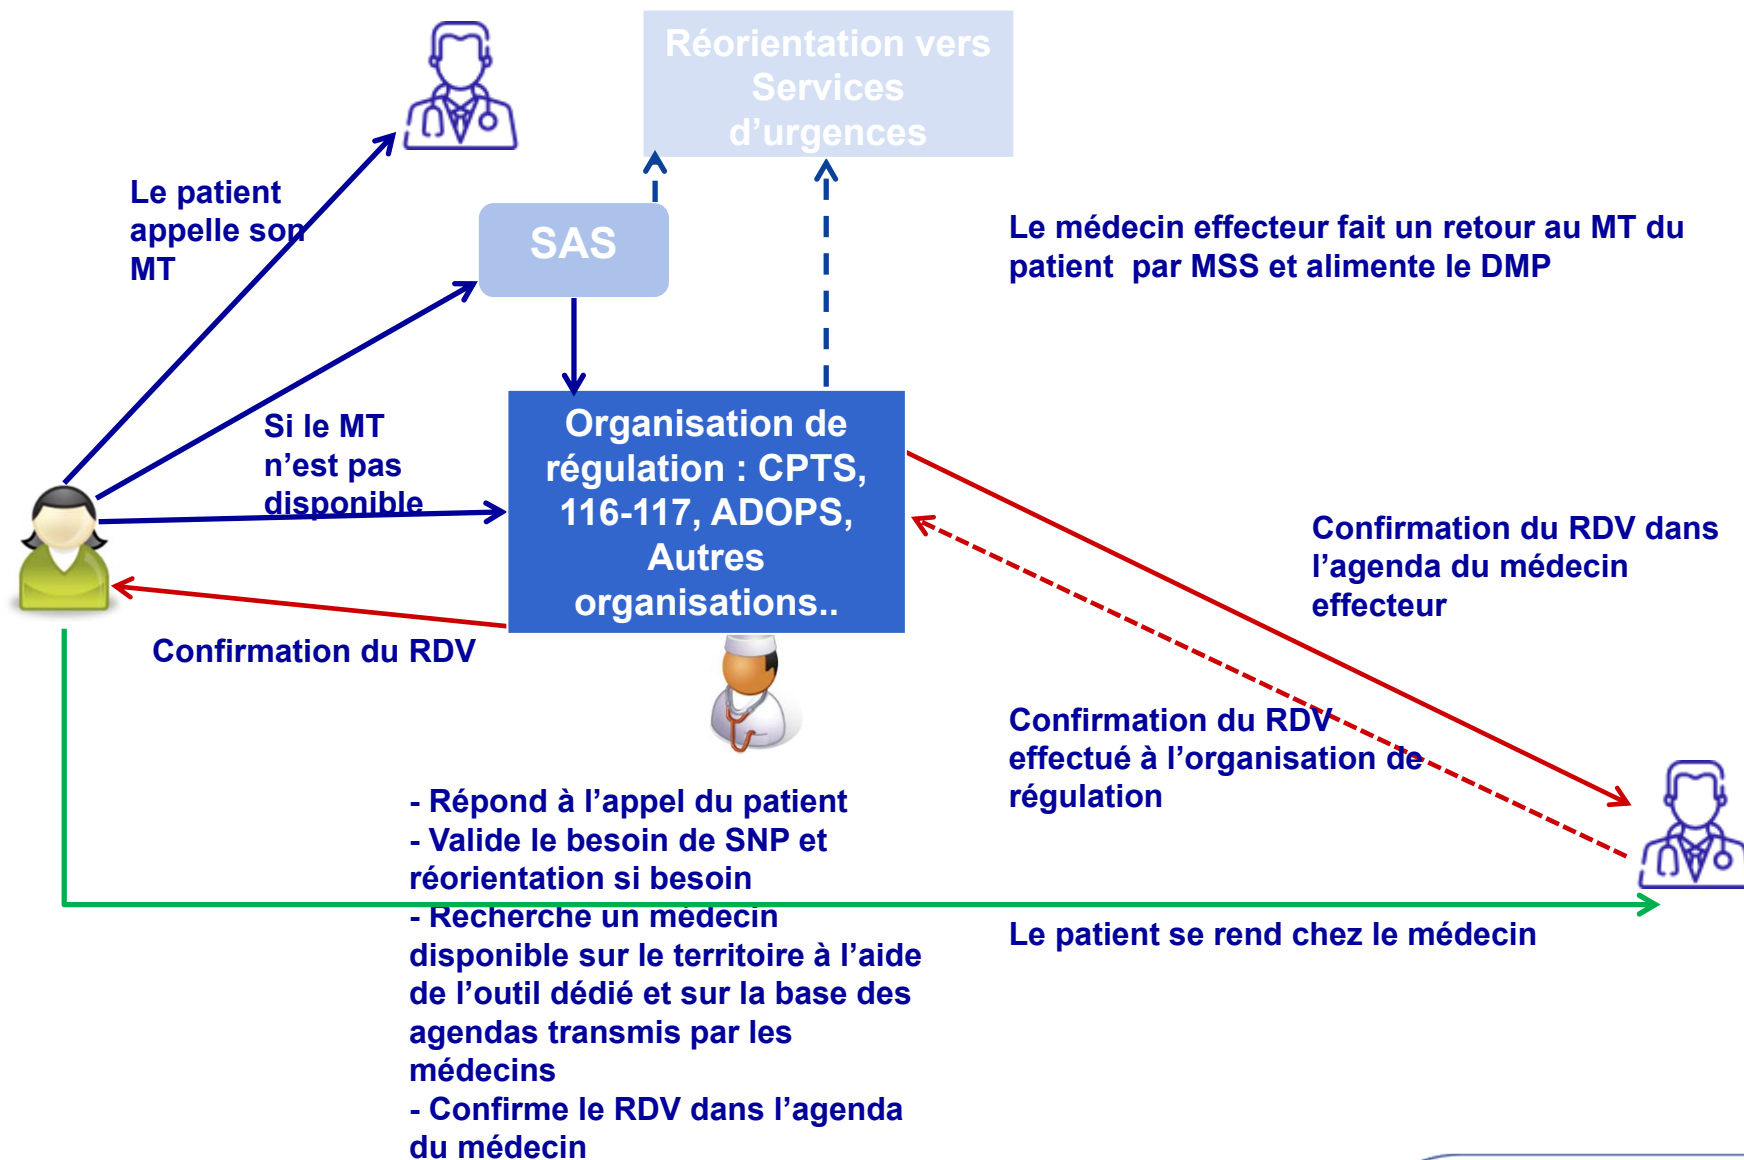 Réorientation vers
Services
d’urgences
Le patient
appelle son
MT
SAS
Le médecin effecteur fait un retour au MT du
patient par MSS et alimente le DMP
Si le MT
n’est pas
disponible
Organisation de
régulation : CPTS,
116-117, ADOPS,
Autres
organisations..
Confirmation du RDV dans
l’agenda du médecin
effecteur
Confirmation du RDV
Confirmation du RDV
effectué à l’organisation de
régulation
- Répond à l’appel du patient
- Valide le besoin de SNP et
réorientation si besoin
- Recherche un médecin
disponible sur le territoire à l’aide
de l’outil dédié et sur la base des
agendas transmis par les
médecins
- Confirme le RDV dans l’agenda
du médecin
Le patient se rend chez le médecin